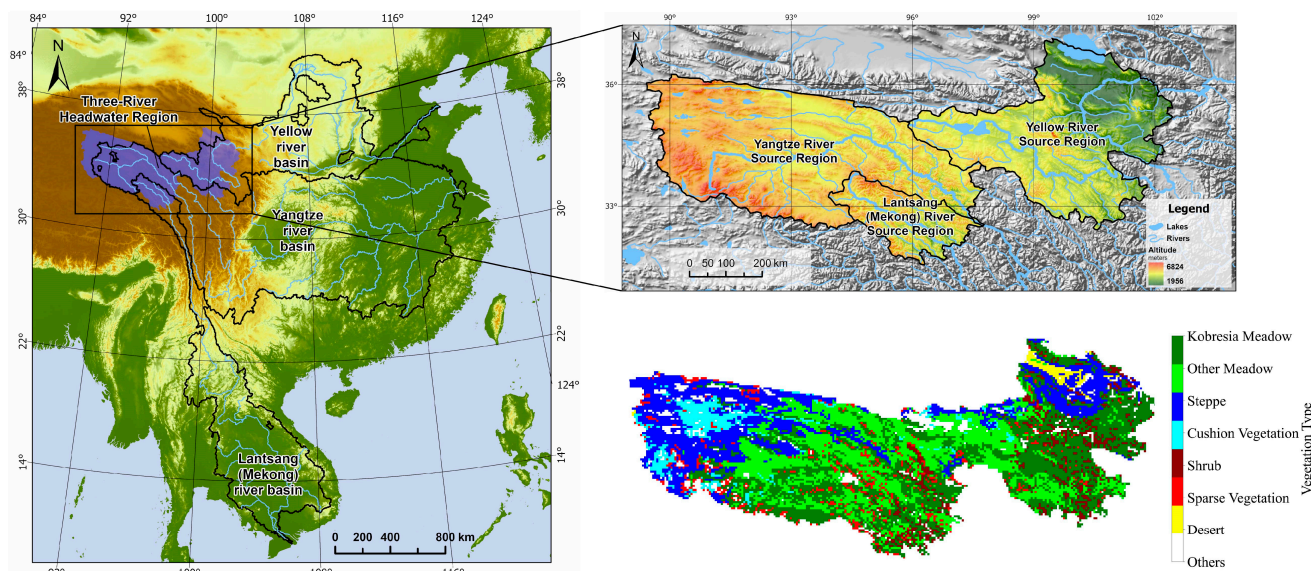 84°
92°
100°
108°
116°
124°
84°
N
38°
38°
Three-River
Headwater Region
Yellow
river
basin
30°
30°
Yangtze
river
basin
22°
22°
124°
14°
14°
Lantsang
(Mekong)
river basin
0 200 400 800 km
84°
116°
90°
93°
96°
99°
102°
N
36°
36°
Yangtze River
Source Region
Yellow River
Source Region
33°
33°
Lantsang
(Mekong) River
Source Region
0 50 100 200 km
Legend
Lakes
Rivers
Altitude
meters
6824
1956
Kobresia Meadow
Other Meadow
Steppe
Cushion Vegetation
Shrub
Sparse Vegetation
Desert
Others
Vegetation Type